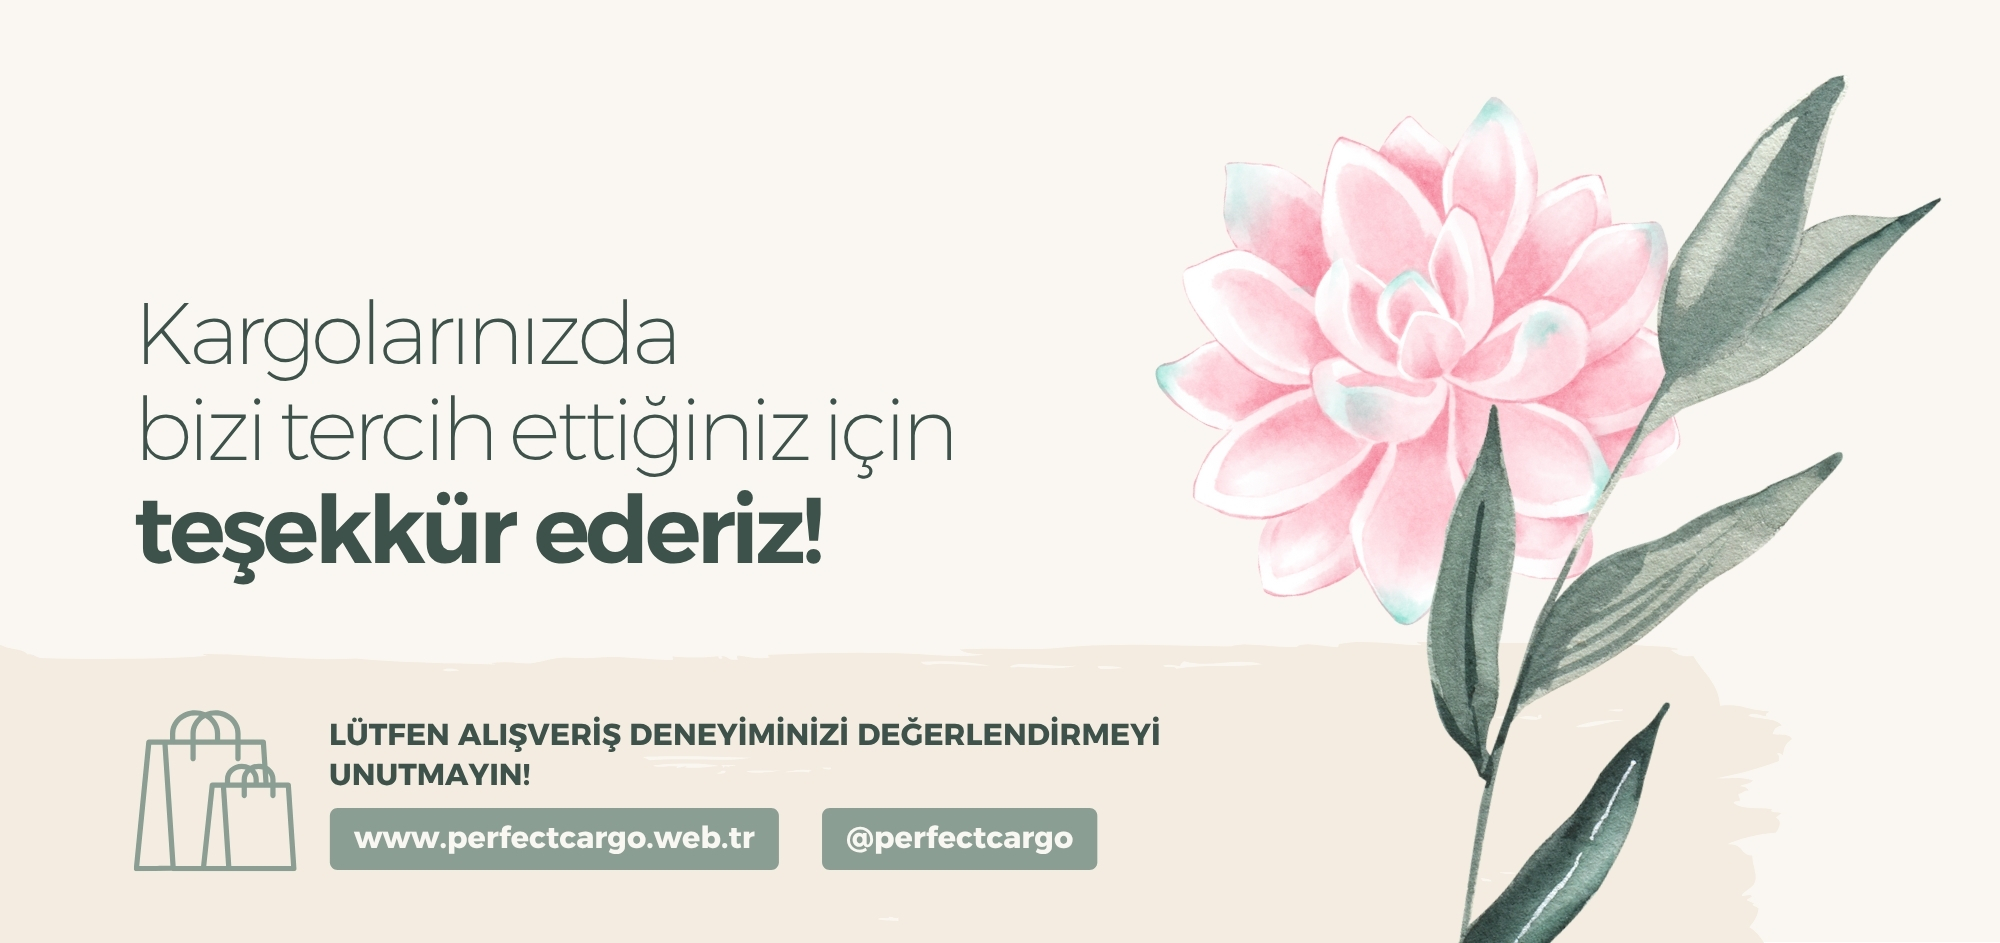 Kargolarınızda
bizi tercih ettiğiniz için
teşekkür ederiz!
LÜTFEN ALIŞVERİŞ DENEYİMİNİZİ DEĞERLENDİRMEYİ
UNUTMAYIN!
www.perfectcargo.web.tr
@perfectcargo